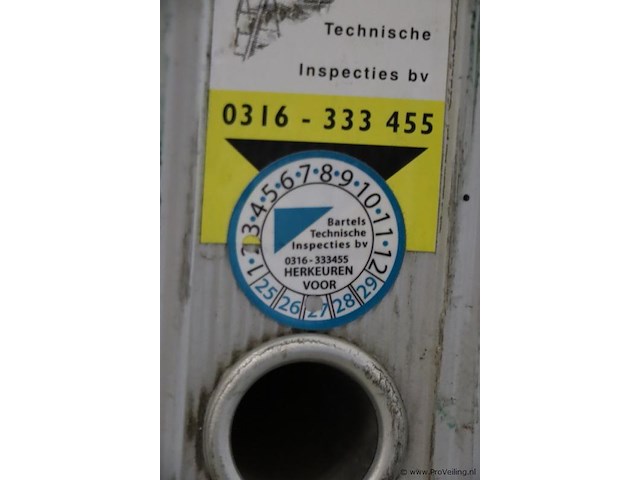 Technische
Inspecties bv
0316 - 333 455
1 3 4 5 6 7 8 9 10 11 12
Bartels
Technische
Inspecties bv
0316 - 333455
HERKEUREN
VOOR
25 26 27 28 29
© www.ProVeiling.nl